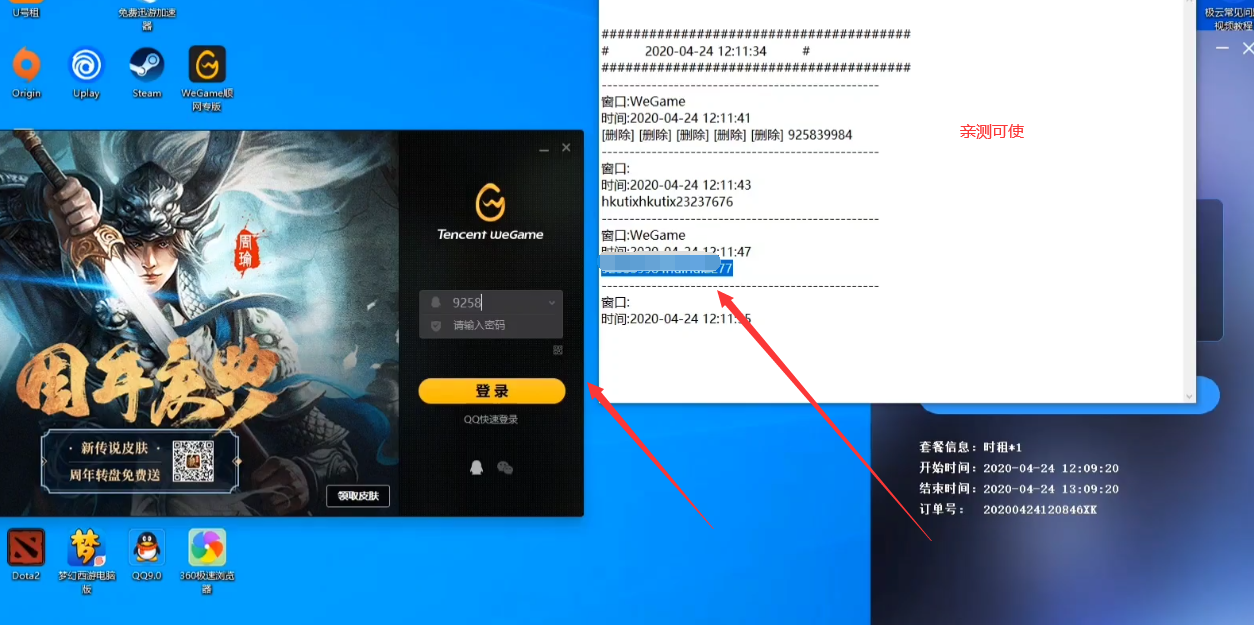 U号租
免费迅游加速
器
极云常见问
视频教程
Origin
Uplay
Steam
WeGame顺
网专版
#######################################
# 2020-04-24 12:11:34 #
#######################################
窗口:WeGame
时间:2020-04-24 12:11:41
[删除] [删除] [删除] [删除] [删除] 925839984
窗口:
时间:2020-04-24 12:11:43
hkutixhkutix23237676
窗口:WeGame
时间:2020-04-24 12:11:47
277
窗口:
时间:2020-04-24 12:11:55
亲测可使
周瑜
周年庆典
· 新传说皮肤 ·
周年转盘免费送
领取皮肤
Tencent WeGame
9258
请输入密码
登录
QQ快速登录
套餐信息: 时租*1
开始时间: 2020-04-24 12:09:20
结束时间: 2020-04-24 13:09:20
订单号: 20200424120846XK
Dota2
梦幻西游电脑
版
QQ9.0
360极速浏览
器